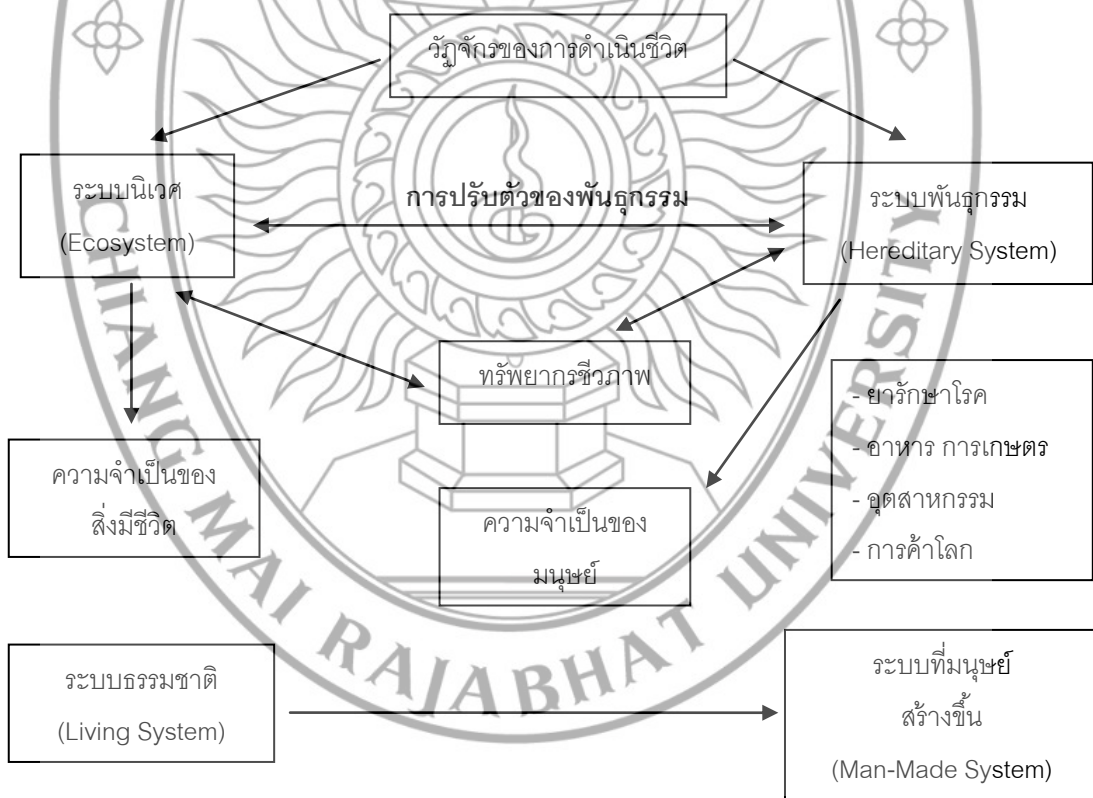 วัฏจักรของการดำเนินชีวิต
ระบบนิเวศ
(Ecosystem)
การปรับตัวของพันธุกรรม
ระบบพันธุกรรม
(Hereditary System)
ทรัพยากรชีวภาพ
- ยารักษาโรค
- อาหาร การเกษตร
- อุตสาหกรรม
- การค้าโลก
ความจำเป็นของ
สิ่งมีชีวิต
ความจำเป็นของ
มนุษย์
ระบบธรรมชาติ
(Living System)
ระบบที่มนุษย์
สร้างขึ้น
(Man-Made System)
CHIANG MAI RAJABHAT UNIVERSITY